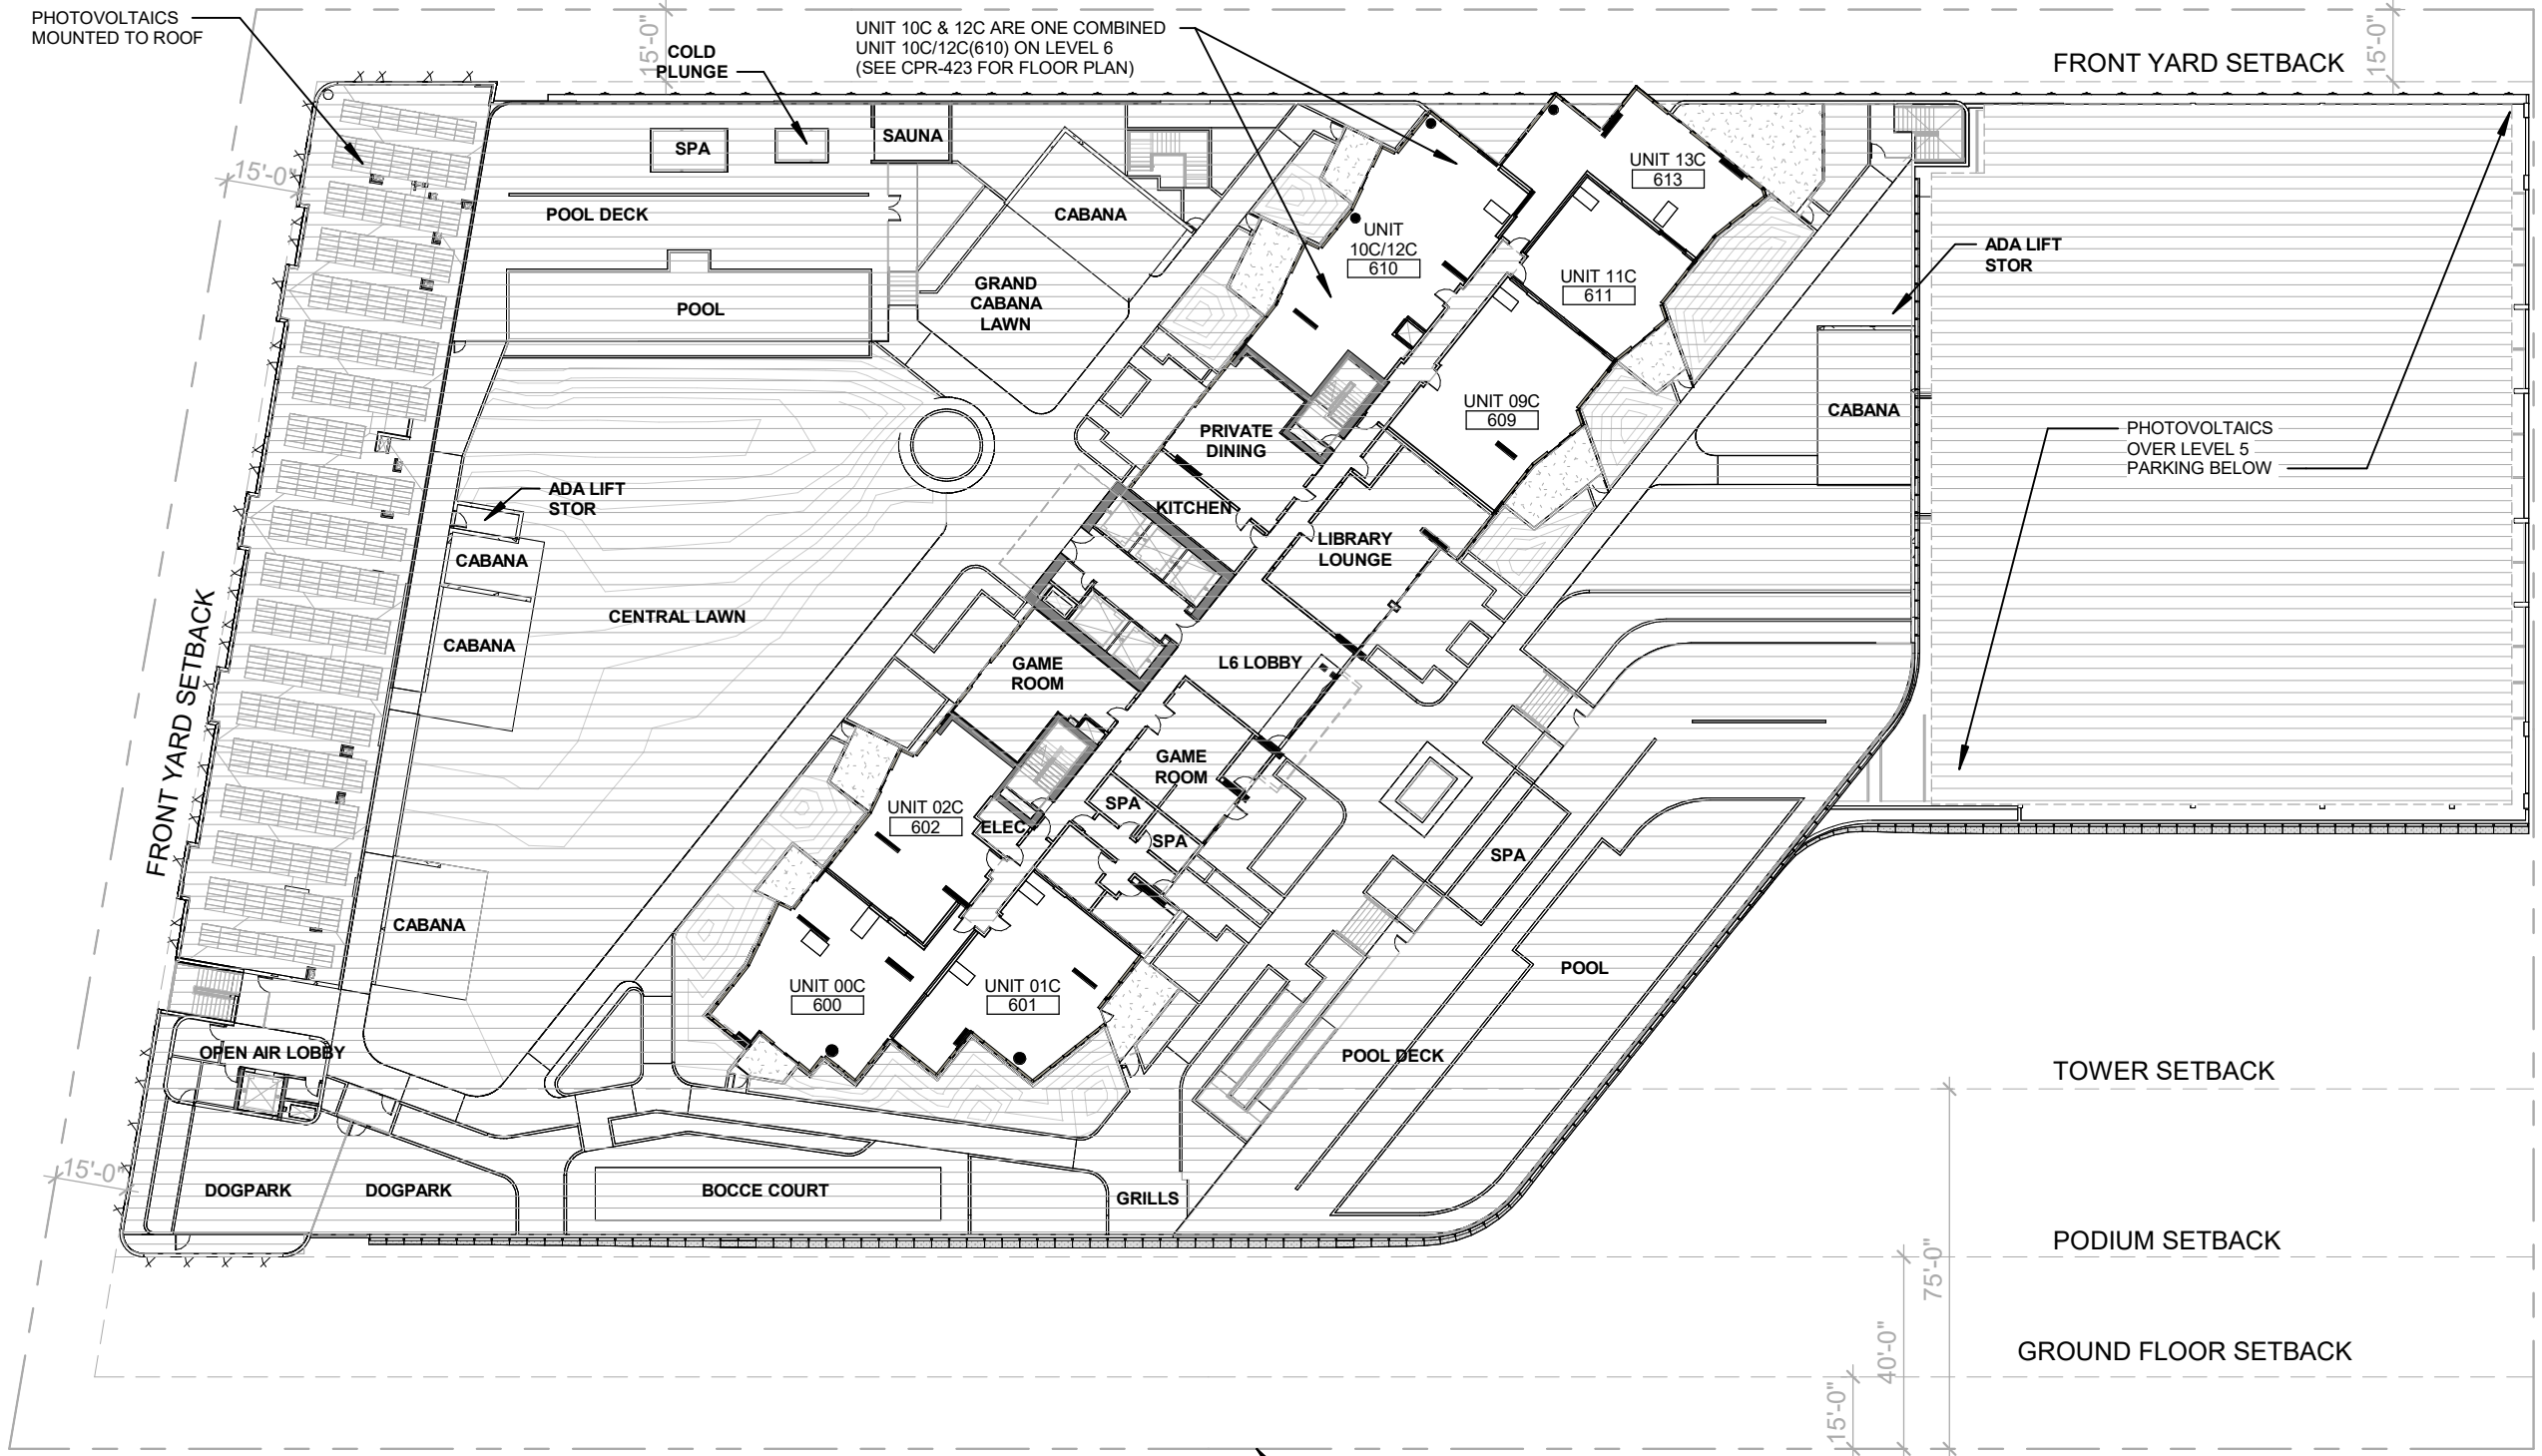 PHOTOVOLTAICS
MOUNTED TO ROOF
15'-0"
COLD
PLUNGE
UNIT 10C & 12C ARE ONE COMBINED
UNIT 10C/12C(610) ON LEVEL 6
(SEE CPR-423 FOR FLOOR PLAN)
15'-0"
FRONT YARD SETBACK
SPA
SAUNA
15'-0"
POOL DECK
CABANA
UNIT 13C
613
UNIT
10C/12C
610
ADA LIFT
STOR
UNIT 11C
611
POOL
GRAND
CABANA
LAWN
UNIT 09C
609
CABANA
PRIVATE
DINING
PHOTOVOLTAICS
OVER LEVEL 5
PARKING BELOW
ADA LIFT
STOR
KITCHEN
LIBRARY
LOUNGE
CABANA
CENTRAL LAWN
CABANA
FRONT YARD SETBACK
GAME
ROOM
L6 LOBBY
GAME
ROOM
UNIT 02C
602
ELEC
SPA
SPA
SPA
CABANA
UNIT 00C
600
UNIT 01C
601
POOL
OPEN AIR LOBBY
POOL DECK
TOWER SETBACK
15'-0"
DOGPARK
DOGPARK
BOCCE COURT
GRILLS
PODIUM SETBACK
75'-0"
GROUND FLOOR SETBACK
40'-0"
15'-0"